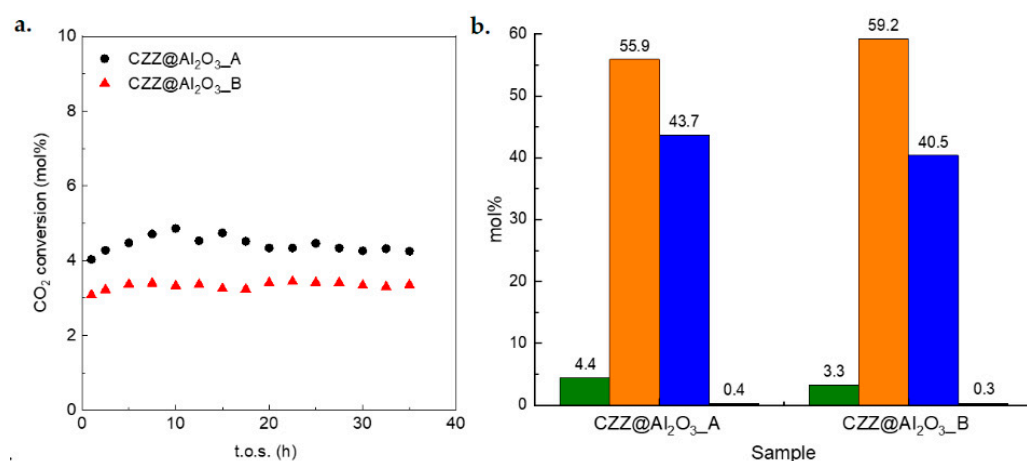 a.
10
8
6
4
2
0
CO₂ conversion (mol%)
CZZ@Al₂O₃_A
CZZ@Al₂O₃_B
0 10 20 30 40
t.o.s. (h)
b.
60
50
40
30
20
10
0
mol%
4.4
55.9
43.7
0.4
3.3
59.2
40.5
0.3
CZZ@Al₂O₃_A CZZ@Al₂O₃_B
Sample